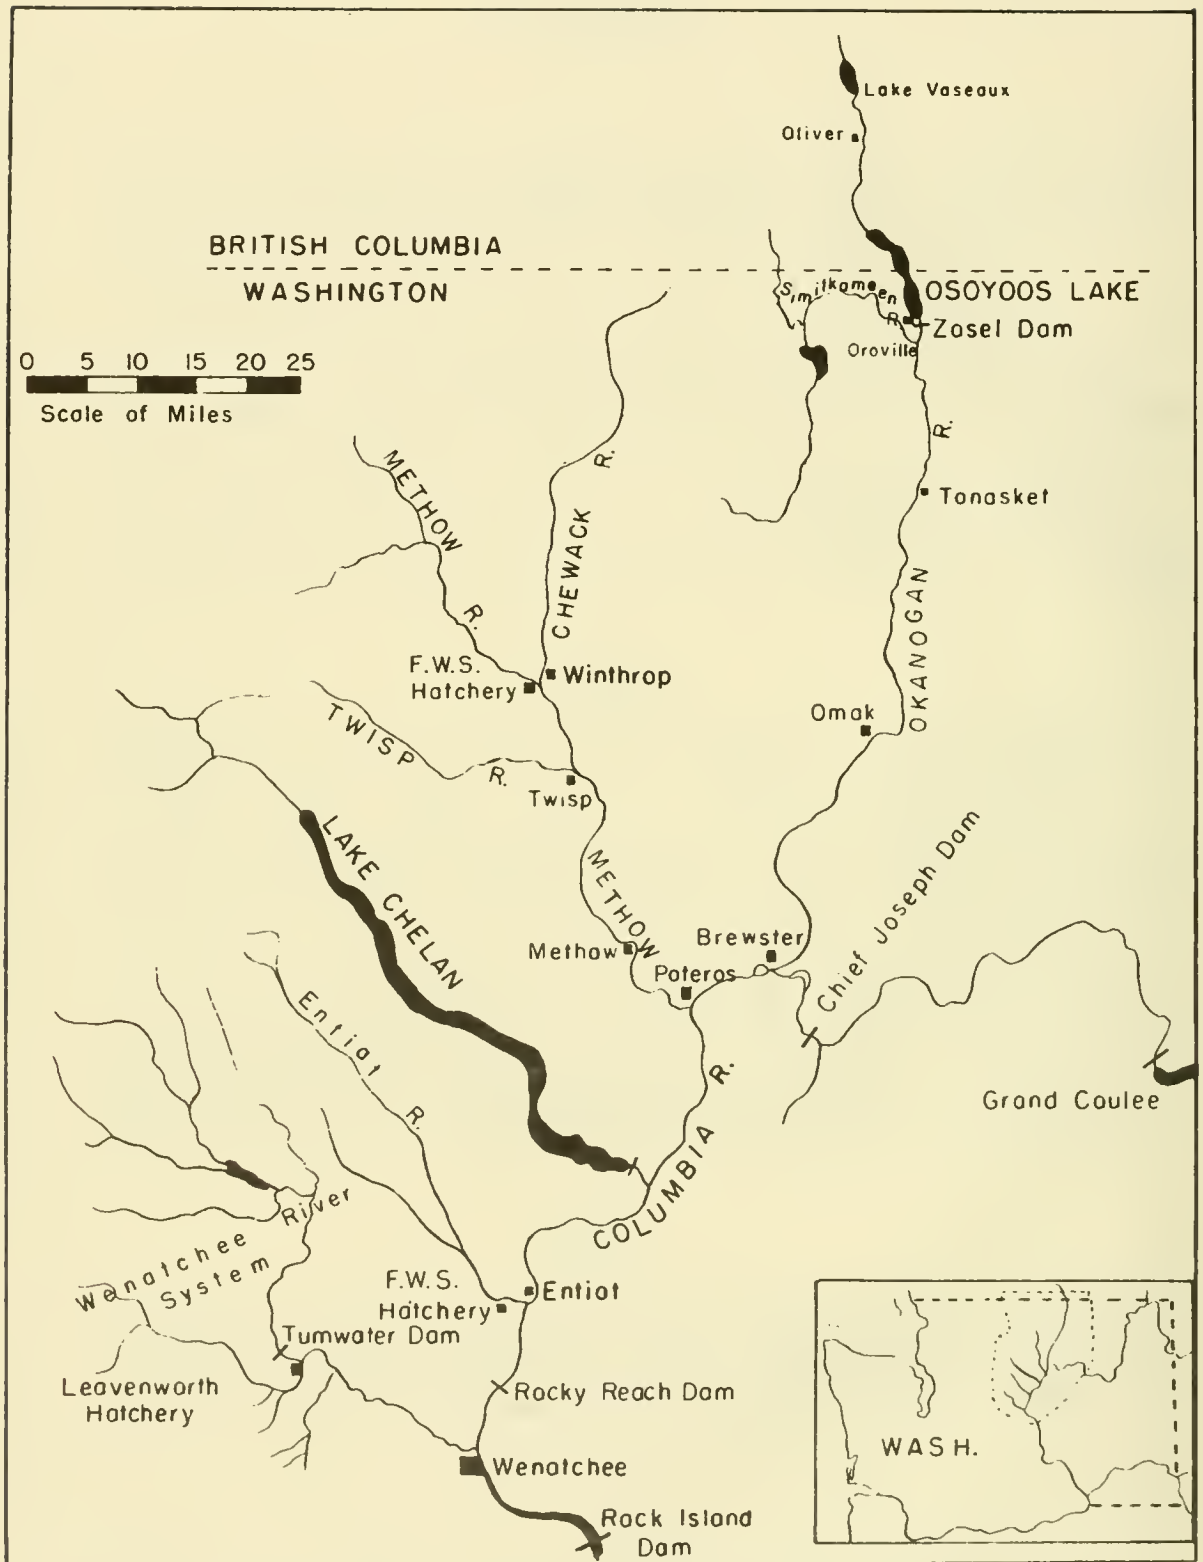 Lake Vaseaux
Oliver
BRITISH COLUMBIA
WASHINGTON
Similkameen
R.
OSOYOOS LAKE
Zosel Dam
Oroville
0 5 10 15 20 25
Scale of Miles
METHOW
R.
CHEWACK
R.
R.
Tonasket
OKANOGAN
F.W.S.
Hatchery
Winthrop
TWISP
R.
Twisp
Omak
LAKE CHELAN
METHOW
Methow
Pateros
Brewster
Chief Joseph Dam
Entiat
R.
R.
COLUMBIA
Grand Coulee
River
Wenatchee
System
F.W.S.
Hatchery
Entiat
Tumwater Dam
Leavenworth
Hatchery
Rocky Reach Dam
Wenatchee
Rock Island
Dam
WASH.